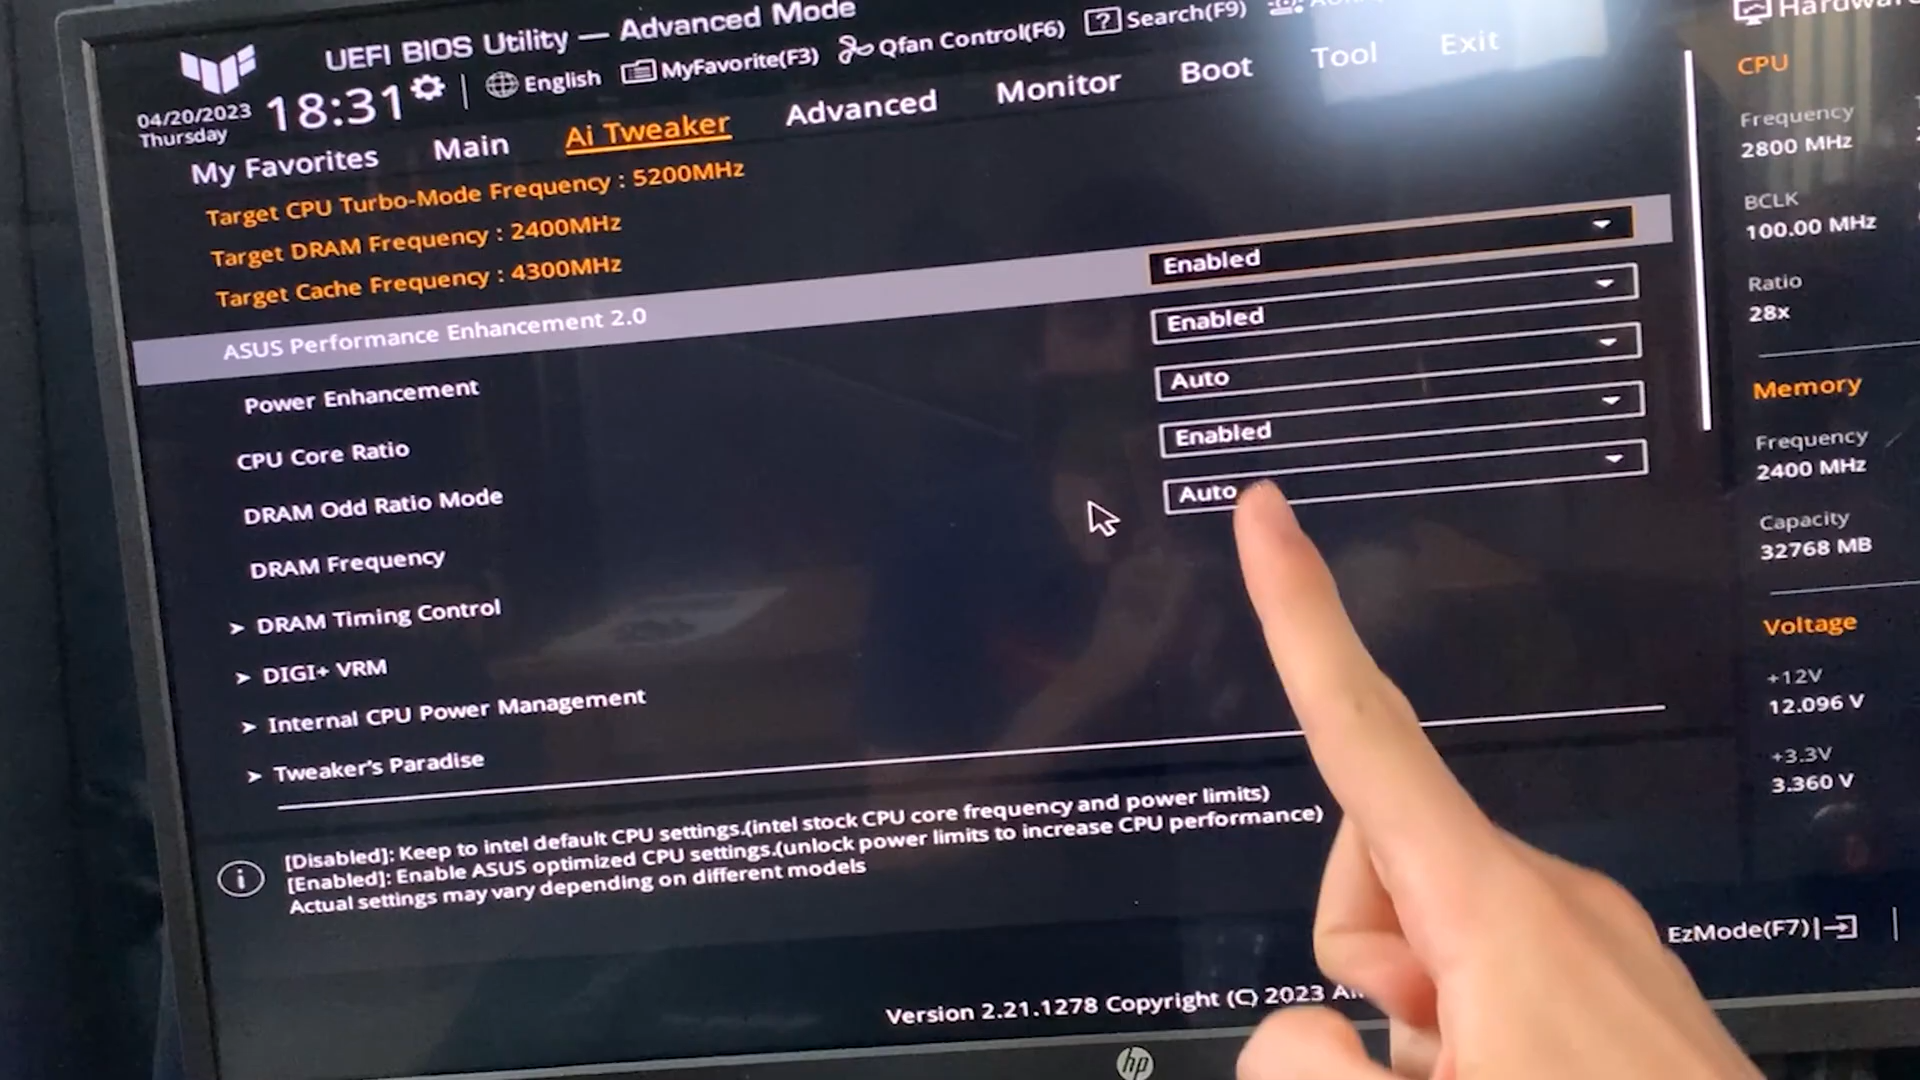 UEFI BIOS Utility — Advanced Mode
04/20/2023
Thursday
18:31
English
MyFavorite(F3)
Qfan Control(F6)
Search(F9)
My Favorites
Main
Ai Tweaker
Advanced
Monitor
Boot
Tool
Exit
Target CPU Turbo-Mode Frequency : 5200MHz
Target DRAM Frequency : 2400MHz
Target Cache Frequency : 4300MHz
ASUS Performance Enhancement 2.0
Enabled
Power Enhancement
Enabled
CPU Core Ratio
Auto
DRAM Odd Ratio Mode
Enabled
DRAM Frequency
Auto
> DRAM Timing Control
> DIGI+ VRM
> Internal CPU Power Management
> Tweaker's Paradise
[Disabled]: Keep to intel default CPU settings.(intel stock CPU core frequency and power limits)
[Enabled]: Enable ASUS optimized CPU settings.(unlock power limits to increase CPU performance)
Actual settings may vary depending on different models
CPU
Frequency
2800 MHz
BCLK
100.00 MHz
Ratio
28x
Memory
Frequency
2400 MHz
Capacity
32768 MB
Voltage
+12V
12.096 V
+3.3V
3.360 V
EzMode(F7)
Version 2.21.1278 Copyright (C) 2023
hp